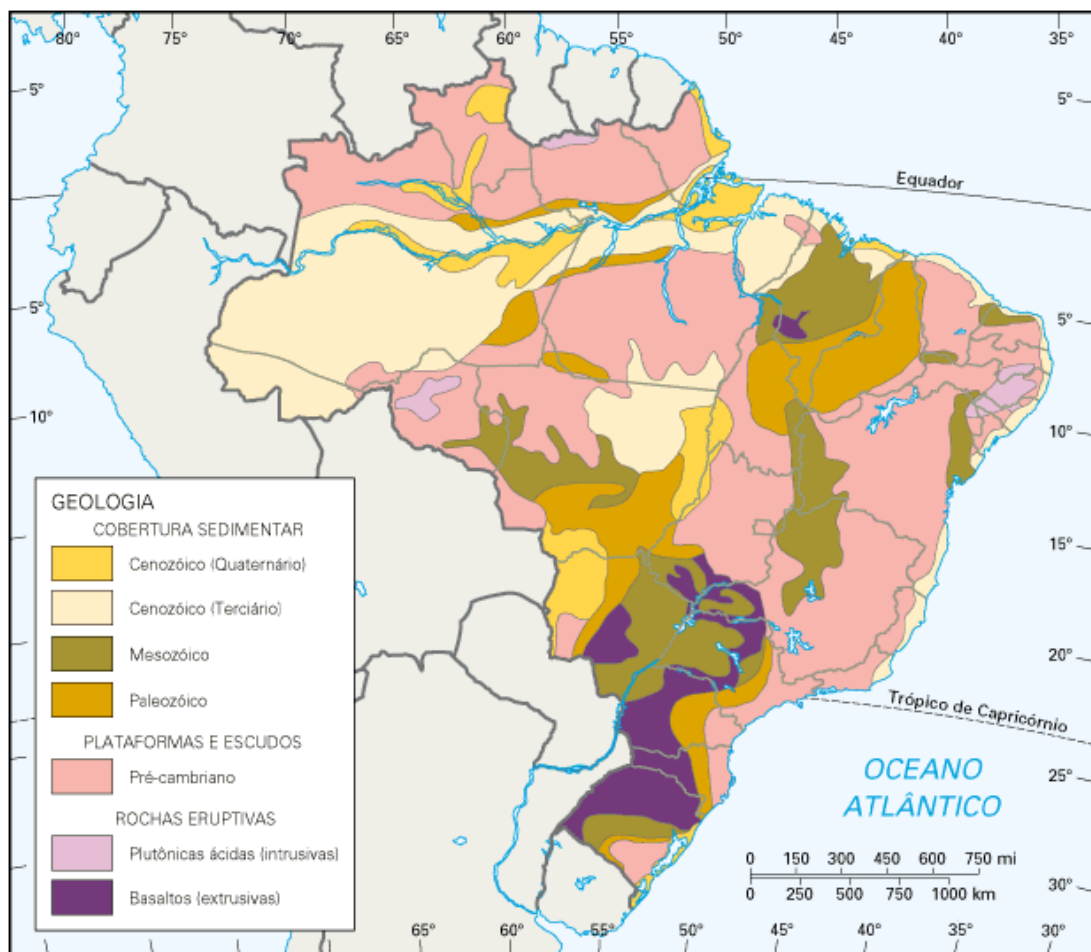 80° 75° 70° 65° 60° 55° 50° 45° 40° 35°
5° 5°
Equador
5° 5°
10° 10°
GEOLOGIA
COBERTURA SEDIMENTAR
Cenozóico (Quaternário)
Cenozóico (Terciário)
Mesozóico
Paleozóico
PLATAFORMAS E ESCUDOS
Pré-cambriano
ROCHAS ERUPTIVAS
Plutônicas ácidas (intrusivas)
Basaltos (extrusivas)
15°
20°
Trópico de Capricórnio
OCEANO
ATLÂNTICO
25°
0 150 300 450 600 750 mi
0 250 500 750 1000 km
30°
65° 60° 55° 50° 45° 40° 35° 30°